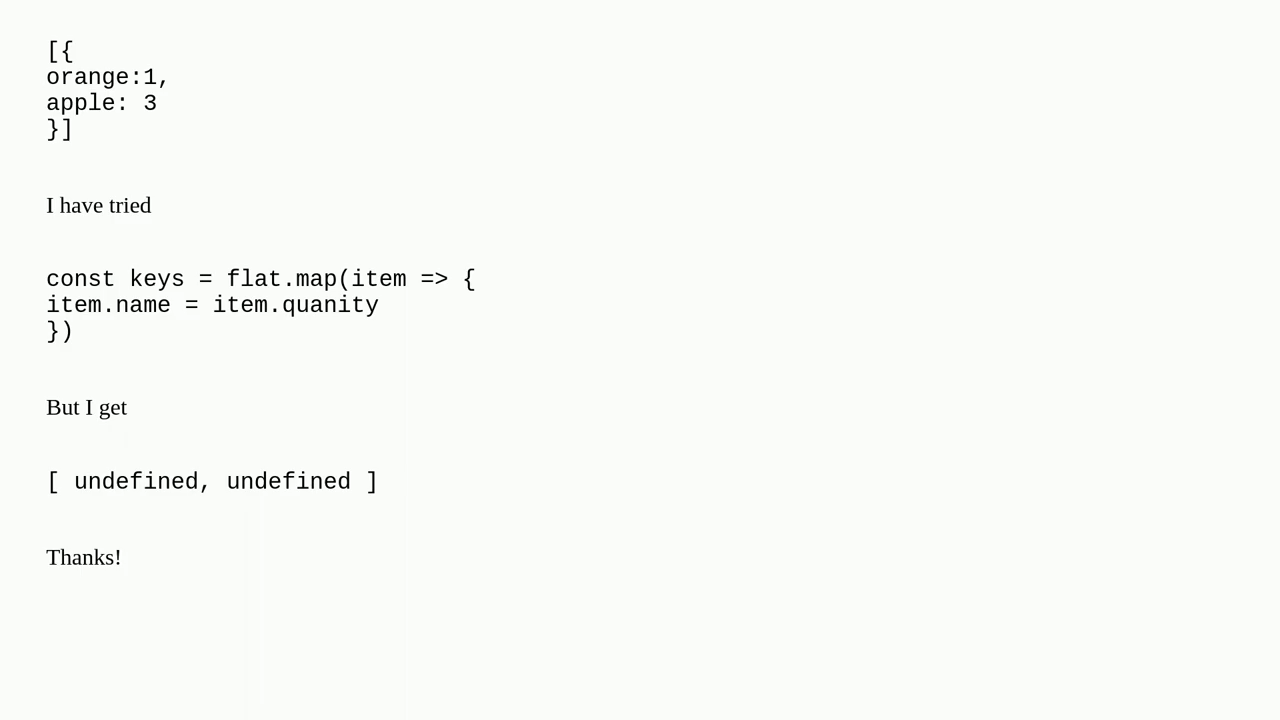 [{
orange:1,
apple: 3
}]
I have tried
const keys = flat.map(item => {
item.name = item.quanity
})
But I get
[ undefined, undefined ]
Thanks!